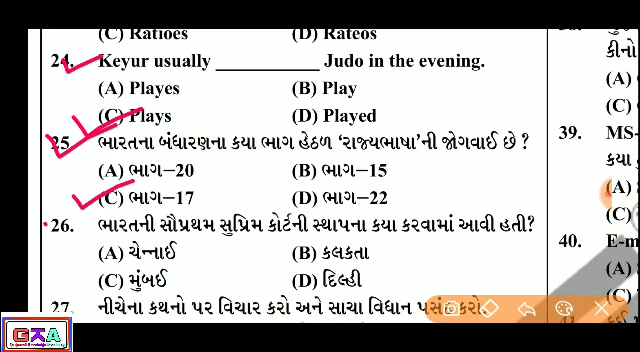 (C) Ratioes (D) Rateos
24. Keyur usually __________ Judo in the evening.
(A) Playes (B) Play
(C) Plays (D) Played
25. ભારતના બંધારણના કયા ભાગ હેઠળ ‘રાજ્યભાષા’ની જોગવાઈ છે ?
(A) ભાગ–20 (B) ભાગ–15
(C) ભાગ–17 (D) ભાગ–22
26. ભારતની સૌપ્રથમ સુપ્રિમ કોર્ટની સ્થાપના કયા કરવામાં આવી હતી?
(A) ચેન્નાઈ (B) કલકતા
(C) મુંબઈ (D) દિલ્હી
27. નીચેના કથનો પર વિચાર કરો અને સાચા વિધાન પસંદ કરો.
કીનો
(A)
(C)
39. MS-
કયા
(A)
(C)
40. E-m
(A)
(C)
GKA